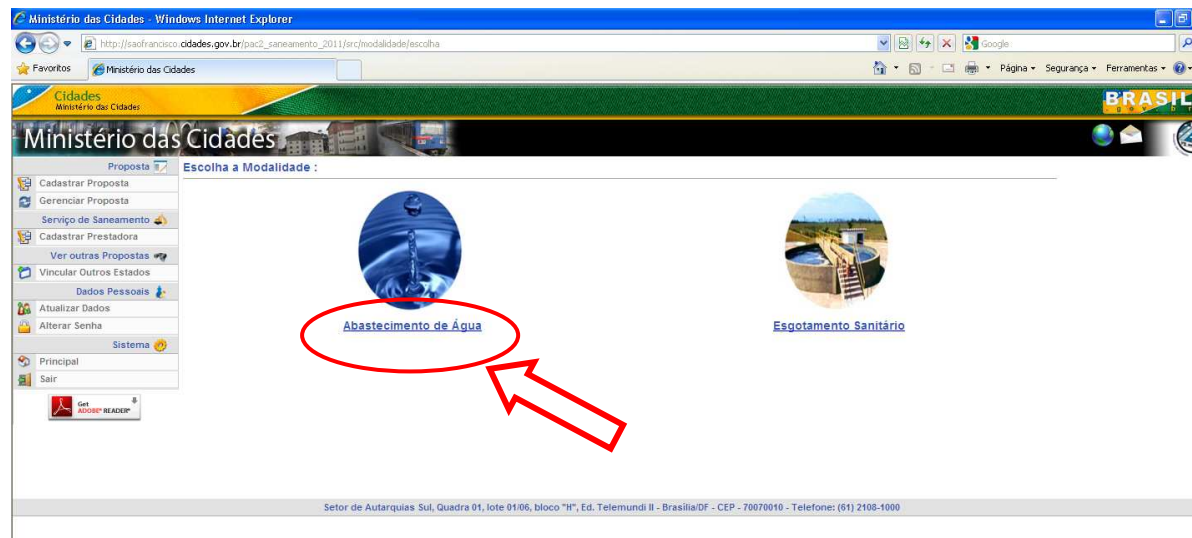 Ministério das Cidades - Windows Internet Explorer
http://saofrancisco.cidades.gov.br/pac2_saneamento_2011/src/modalidade/escolha
Google
Favoritos
Ministério das Cidades
Página
Segurança
Ferramentas
Cidades
Ministério das Cidades
BRASIL
Ministério das Cidades
Proposta
Cadastrar Proposta
Gerenciar Proposta
Serviço de Saneamento
Cadastrar Prestadora
Ver outras Propostas
Vincular Outros Estados
Dados Pessoais
Atualizar Dados
Alterar Senha
Sistema
Principal
Sair
Get
ADOBE® READER®
Escolha a Modalidade :
Abastecimento de Água
Esgotamento Sanitário
Setor de Autarquias Sul, Quadra 01, lote 01/06, bloco "H", Ed. Telemundi II - Brasília/DF - CEP - 70070010 - Telefone: (61) 2108-1000